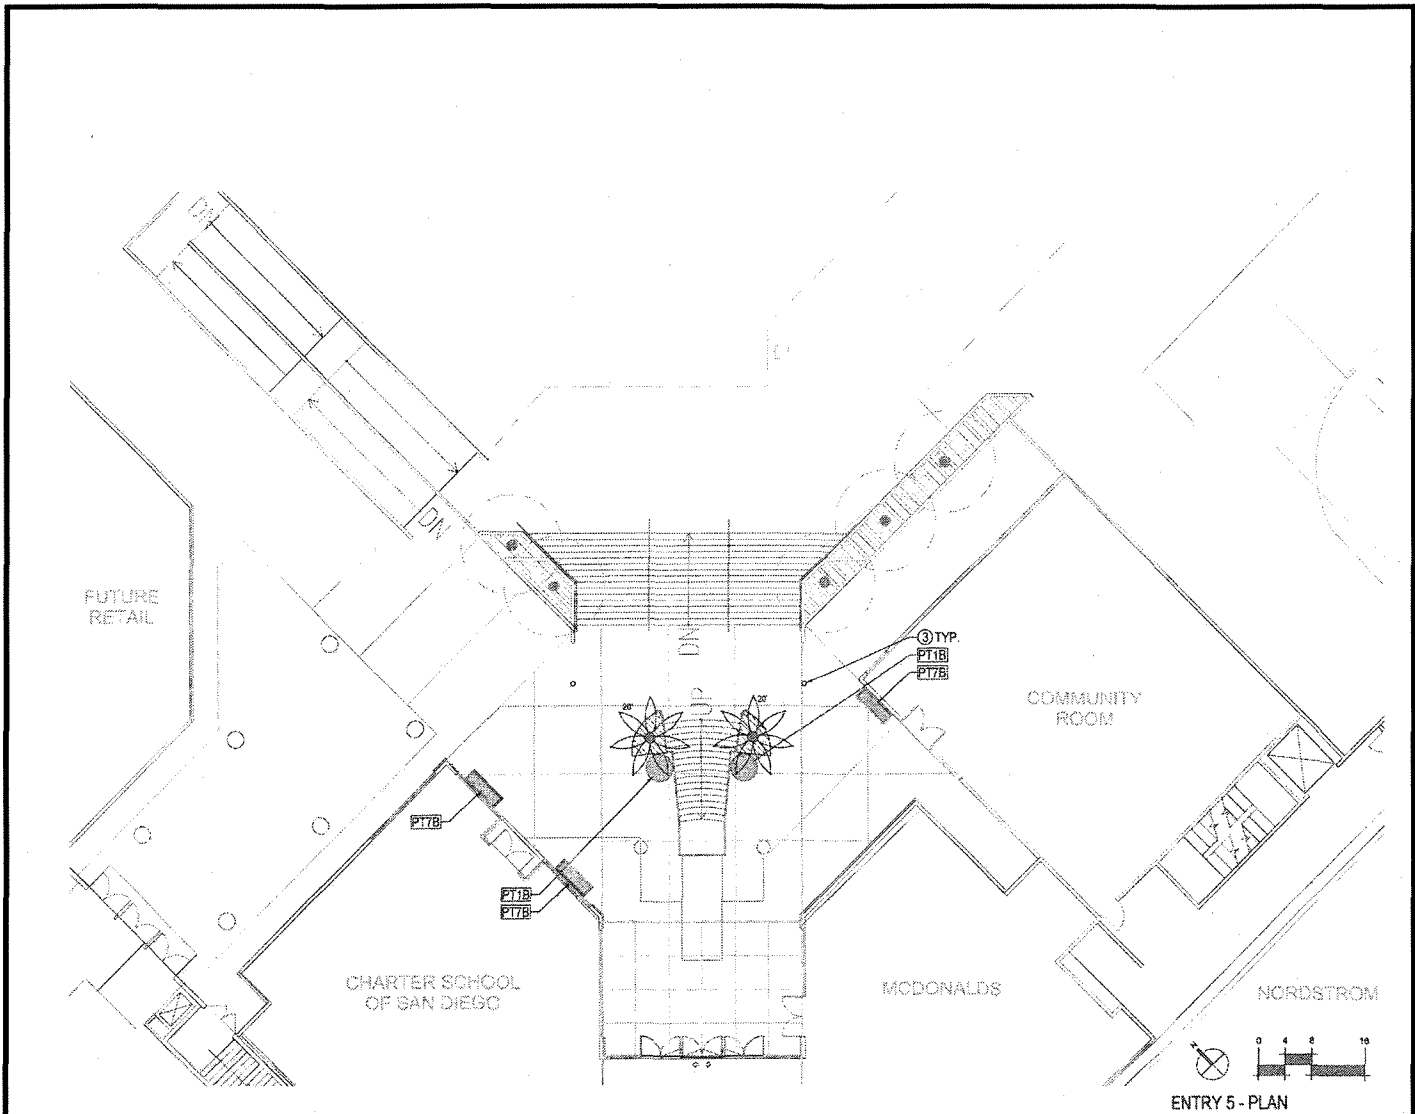 DN
DN
FUTURE
RETAIL
DN
3 TYP.
PT1B
PT7B
COMMUNITY
ROOM
UP
20'
20'
PT7B
PT1B
PT7B
CHARTER SCHOOL
OF SAN DIEGO
MCDONALDS
NORDSTROM
N
0 4 8 16
ENTRY 5 - PLAN